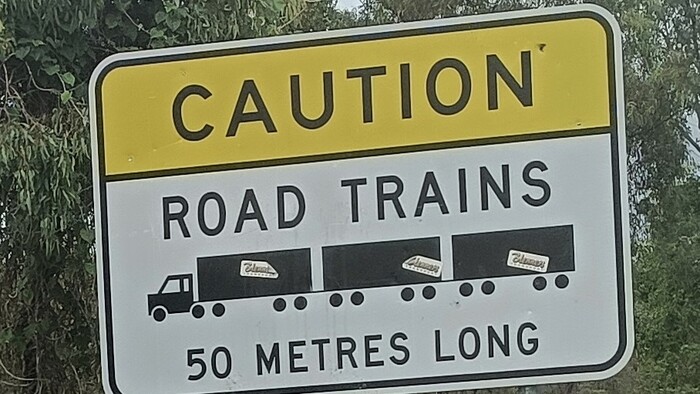 CAUTION
ROAD TRAINS
50 METRES LONG